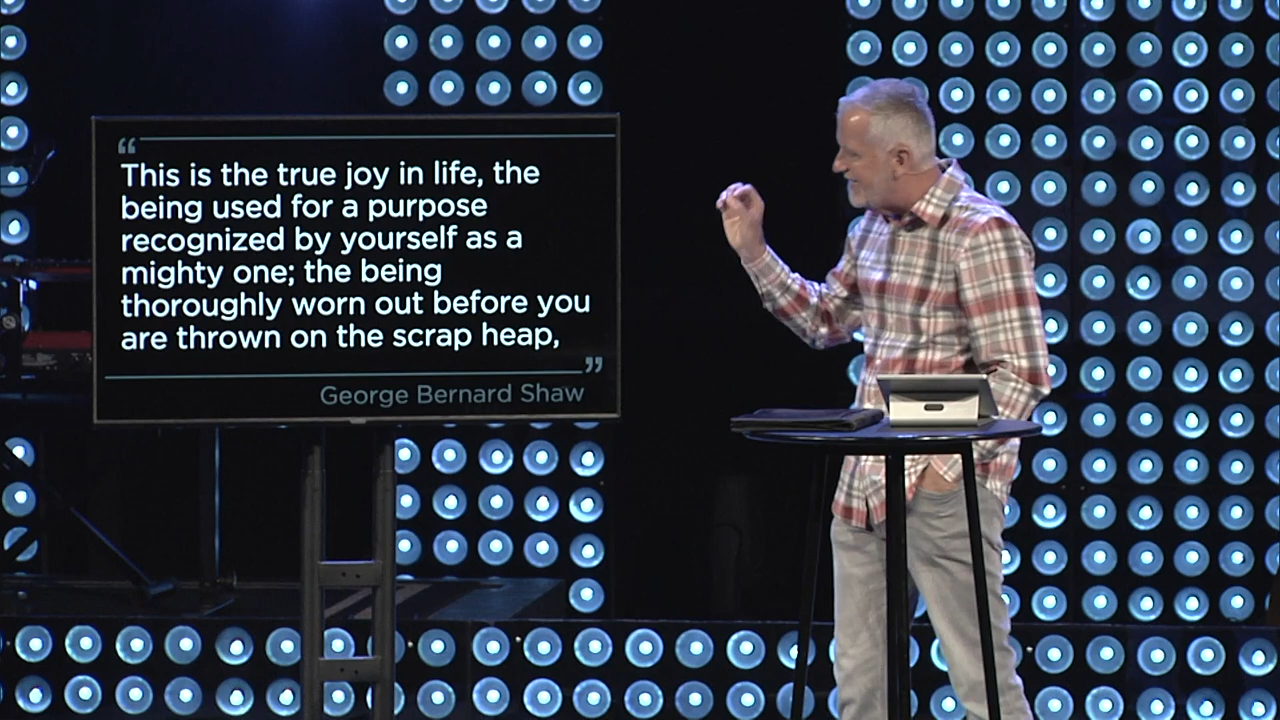 “
This is the true joy in life, the
being used for a purpose
recognized by yourself as a
mighty one; the being
thoroughly worn out before you
are thrown on the scrap heap,
”
George Bernard Shaw